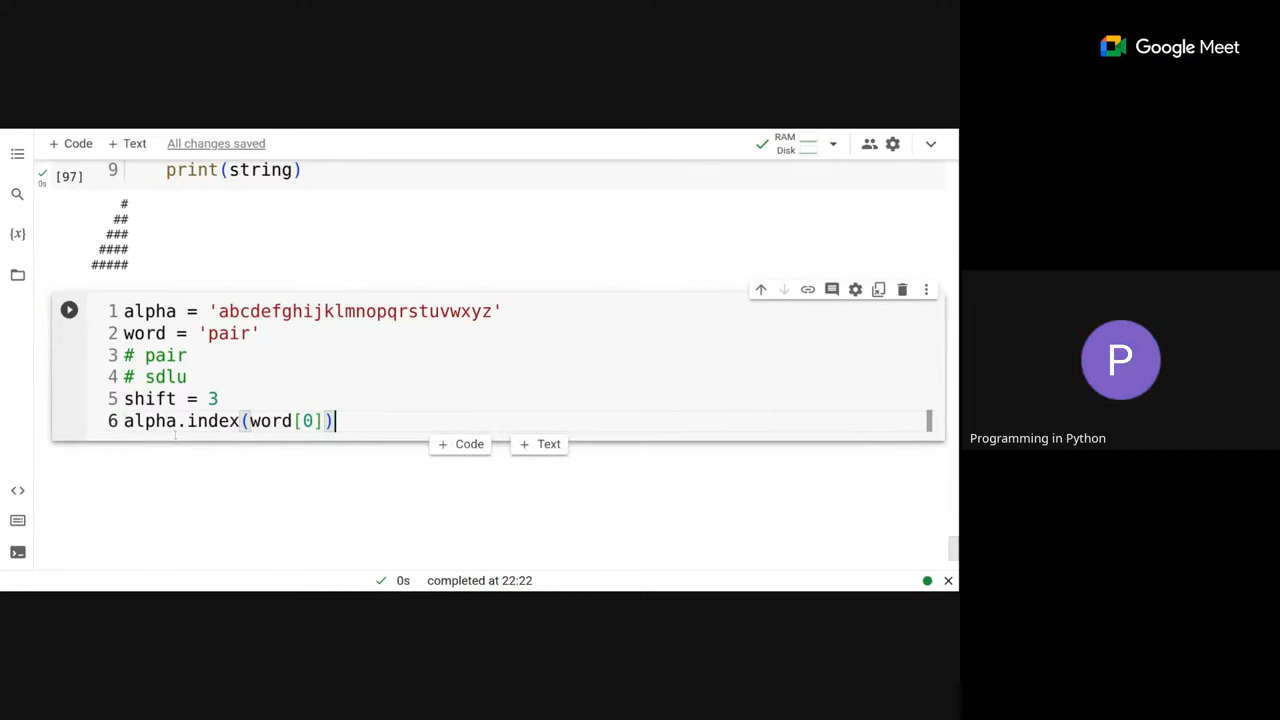 Google Meet
+ Code + Text All changes saved RAM
Disk
[97] 9 print(string)
0s
#
##
###
####
#####
{x}
1 alpha = 'abcdefghijklmnopqrstuvwxyz'
2 word = 'pair'
3 # pair
4 # sdlu
5 shift = 3
6 alpha.index(word[0])
+ Code + Text
P
Programming in Python
0s completed at 22:22